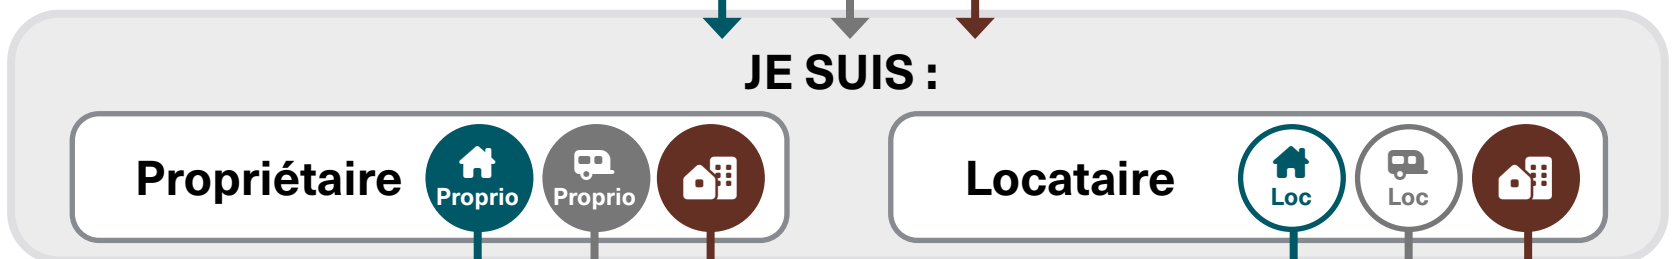 JE SUIS :
Propriétaire
Proprio
Proprio
Locataire
Loc
Loc